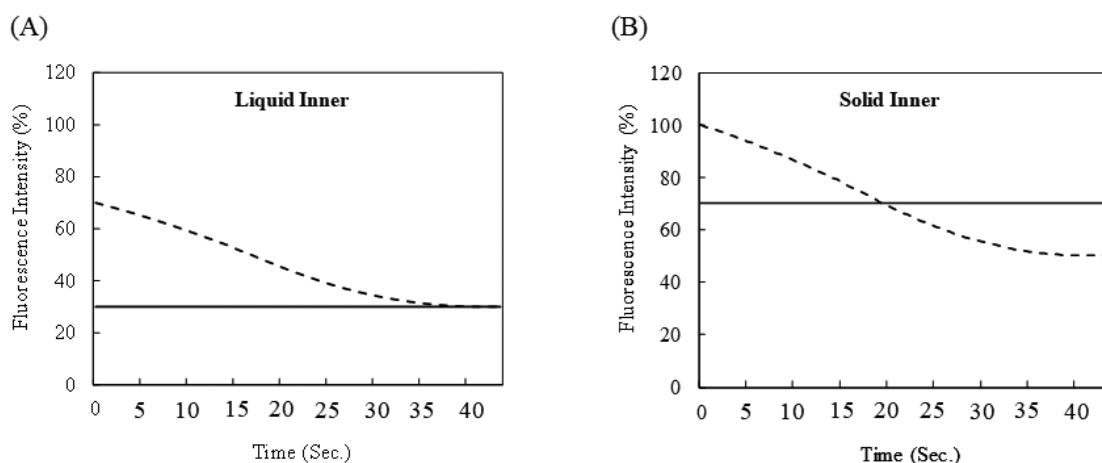 (A)
Liquid Inner
Fluorescence Intensity (%)
120
100
80
60
40
20
0
0 5 10 15 20 25 30 35 40
Time (Sec.)
(B)
Solid Inner
Fluorescence Intensity (%)
120
100
80
60
40
20
0
0 5 10 15 20 25 30 35 40
Time (Sec.)